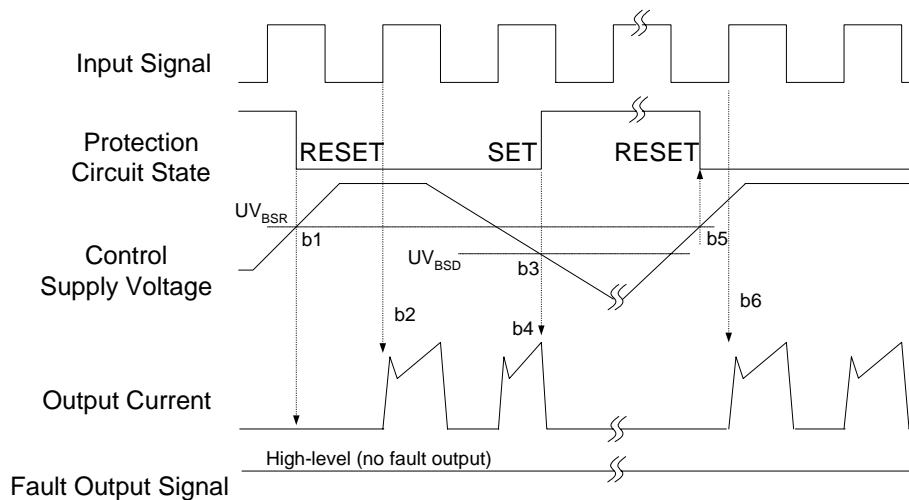 Input Signal
Protection
Circuit State
RESET
SET
RESET
UVBSR
b1
b5
UVBSD
b3
Control
Supply Voltage
b2
b4
b6
Output Current
High-level (no fault output)
Fault Output Signal